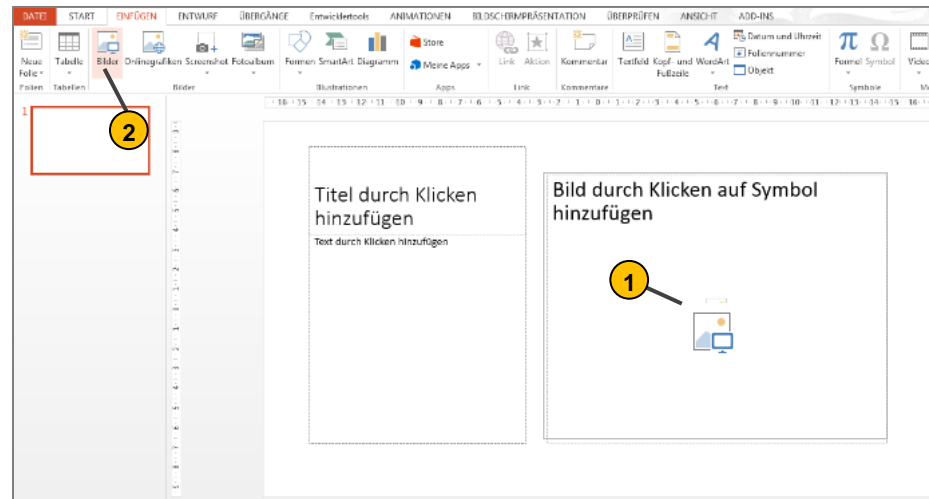 DATEI START EINFÜGEN ENTWURF ÜBERGÄNGE Entwicklertools ANIMATIONEN BILDSCHIRMPRÄSENTATION ÜBERPRÜFEN ANSICHT ADD-INS
Neue Folie
Tabelle
Bilder
Onlinegrafiken
Screenshot
Fotoalbum
Formen
SmartArt
Diagramm
Store
Meine Apps
Link
Aktion
Kommentar
Textfeld
Kopf- und Fußzeile
WordArt
Datum und Uhrzeit
Foliennummer
Objekt
Formel
Symbol
Video
Folien Tabellen Bilder Illustrationen Apps Link Kommentare Text Symbole
1
2
Titel durch Klicken
hinzufügen
Text durch Klicken hinzufügen
Bild durch Klicken auf Symbol
hinzufügen
1